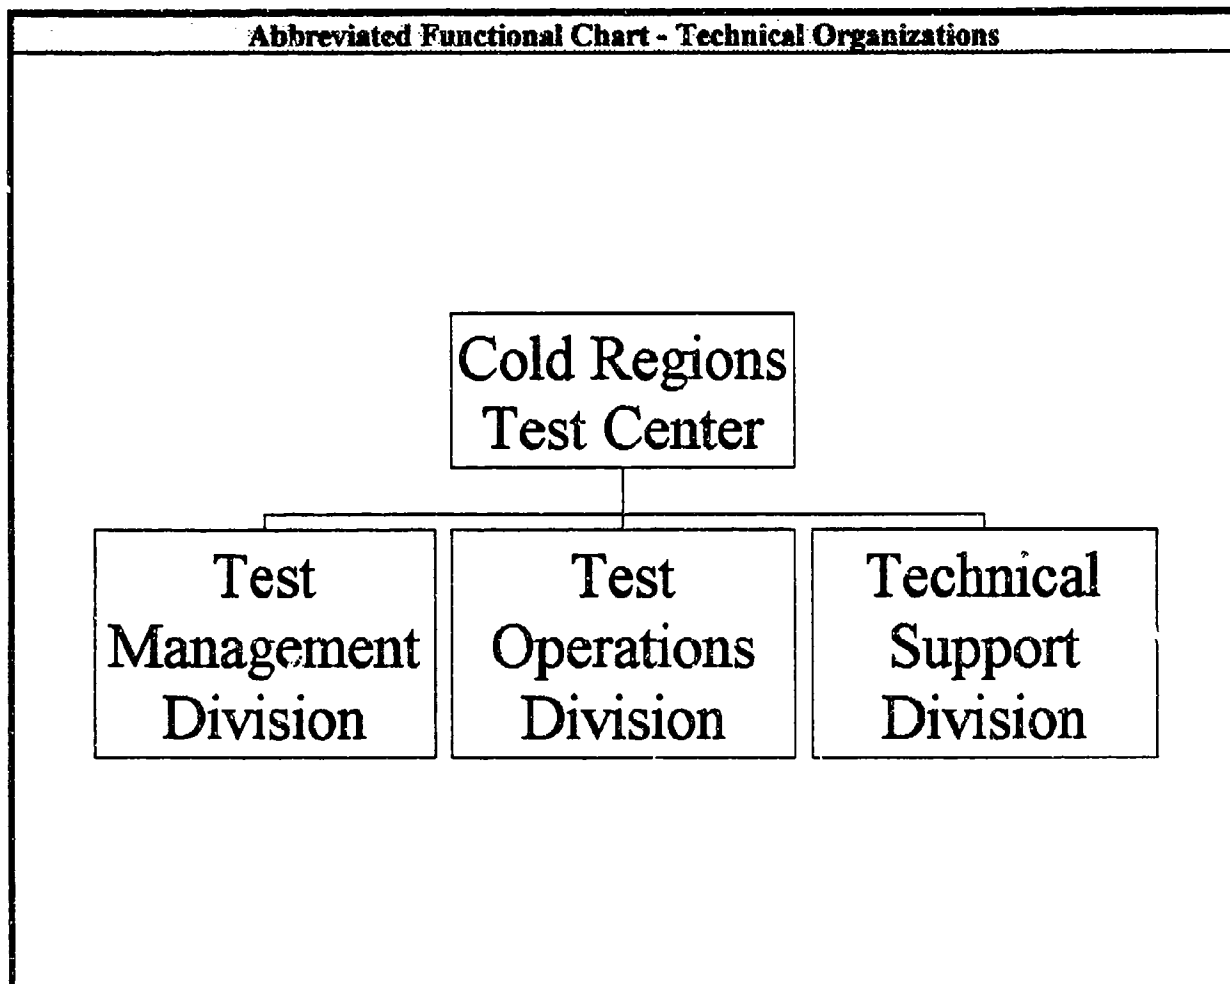 Abbreviated Functional Chart - Technical Organizations
Cold Regions
Test Center
Test
Management
Division
Test
Operations
Division
Technical
Support
Division